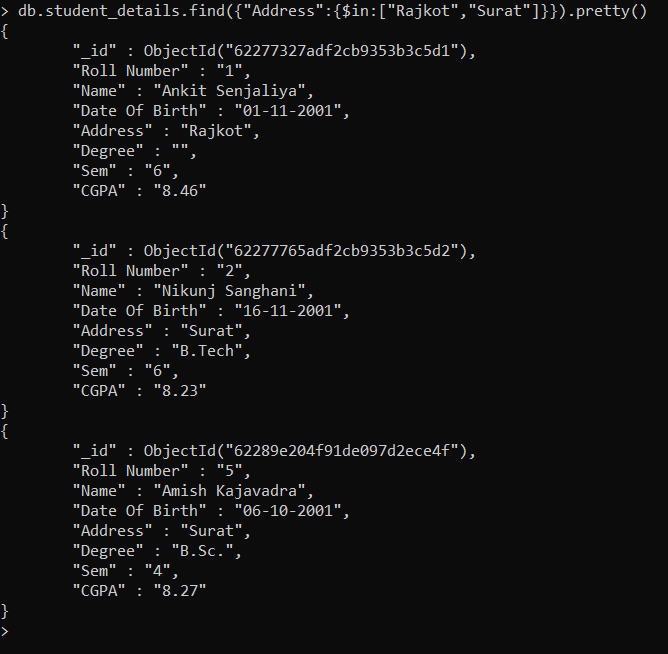 > db.student_details.find({"Address":{$in:["Rajkot","Surat"]}}).pretty()
{
        "_id" : ObjectId("62277327adf2cb9353b3c5d1"),
        "Roll Number" : "1",
        "Name" : "Ankit Senjaliya",
        "Date Of Birth" : "01-11-2001",
        "Address" : "Rajkot",
        "Degree" : "",
        "Sem" : "6",
        "CGPA" : "8.46"
}
{
        "_id" : ObjectId("62277765adf2cb9353b3c5d2"),
        "Roll Number" : "2",
        "Name" : "Nikunj Sanghani",
        "Date Of Birth" : "16-11-2001",
        "Address" : "Surat",
        "Degree" : "B.Tech",
        "Sem" : "6",
        "CGPA" : "8.23"
}
{
        "_id" : ObjectId("62289e204f91de097d2ece4f"),
        "Roll Number" : "5",
        "Name" : "Amish Kajavadra",
        "Date Of Birth" : "06-10-2001",
        "Address" : "Surat",
        "Degree" : "B.Sc.",
        "Sem" : "4",
        "CGPA" : "8.27"
}
>